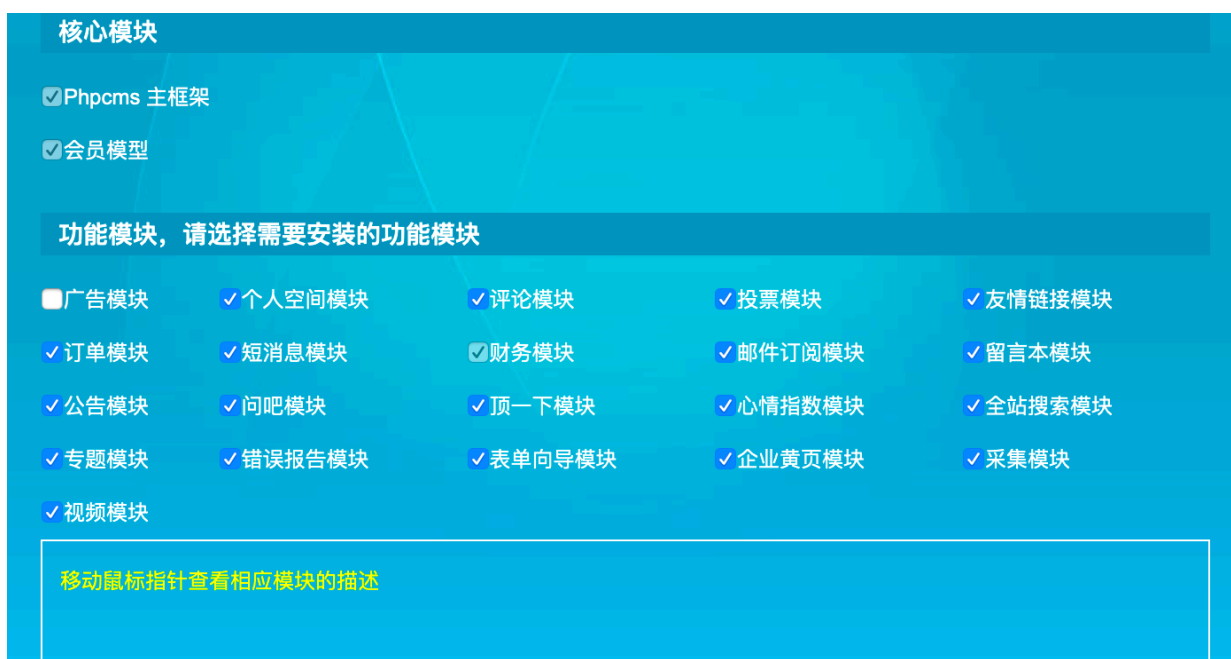 核心模块
Phpcms 主框架
会员模型
功能模块，请选择需要安装的功能模块
广告模块 个人空间模块 评论模块 投票模块 友情链接模块
订单模块 短消息模块 财务模块 邮件订阅模块 留言本模块
公告模块 问吧模块 顶一下模块 心情指数模块 全站搜索模块
专题模块 错误报告模块 表单向导模块 企业黄页模块 采集模块
视频模块
移动鼠标指针查看相应模块的描述